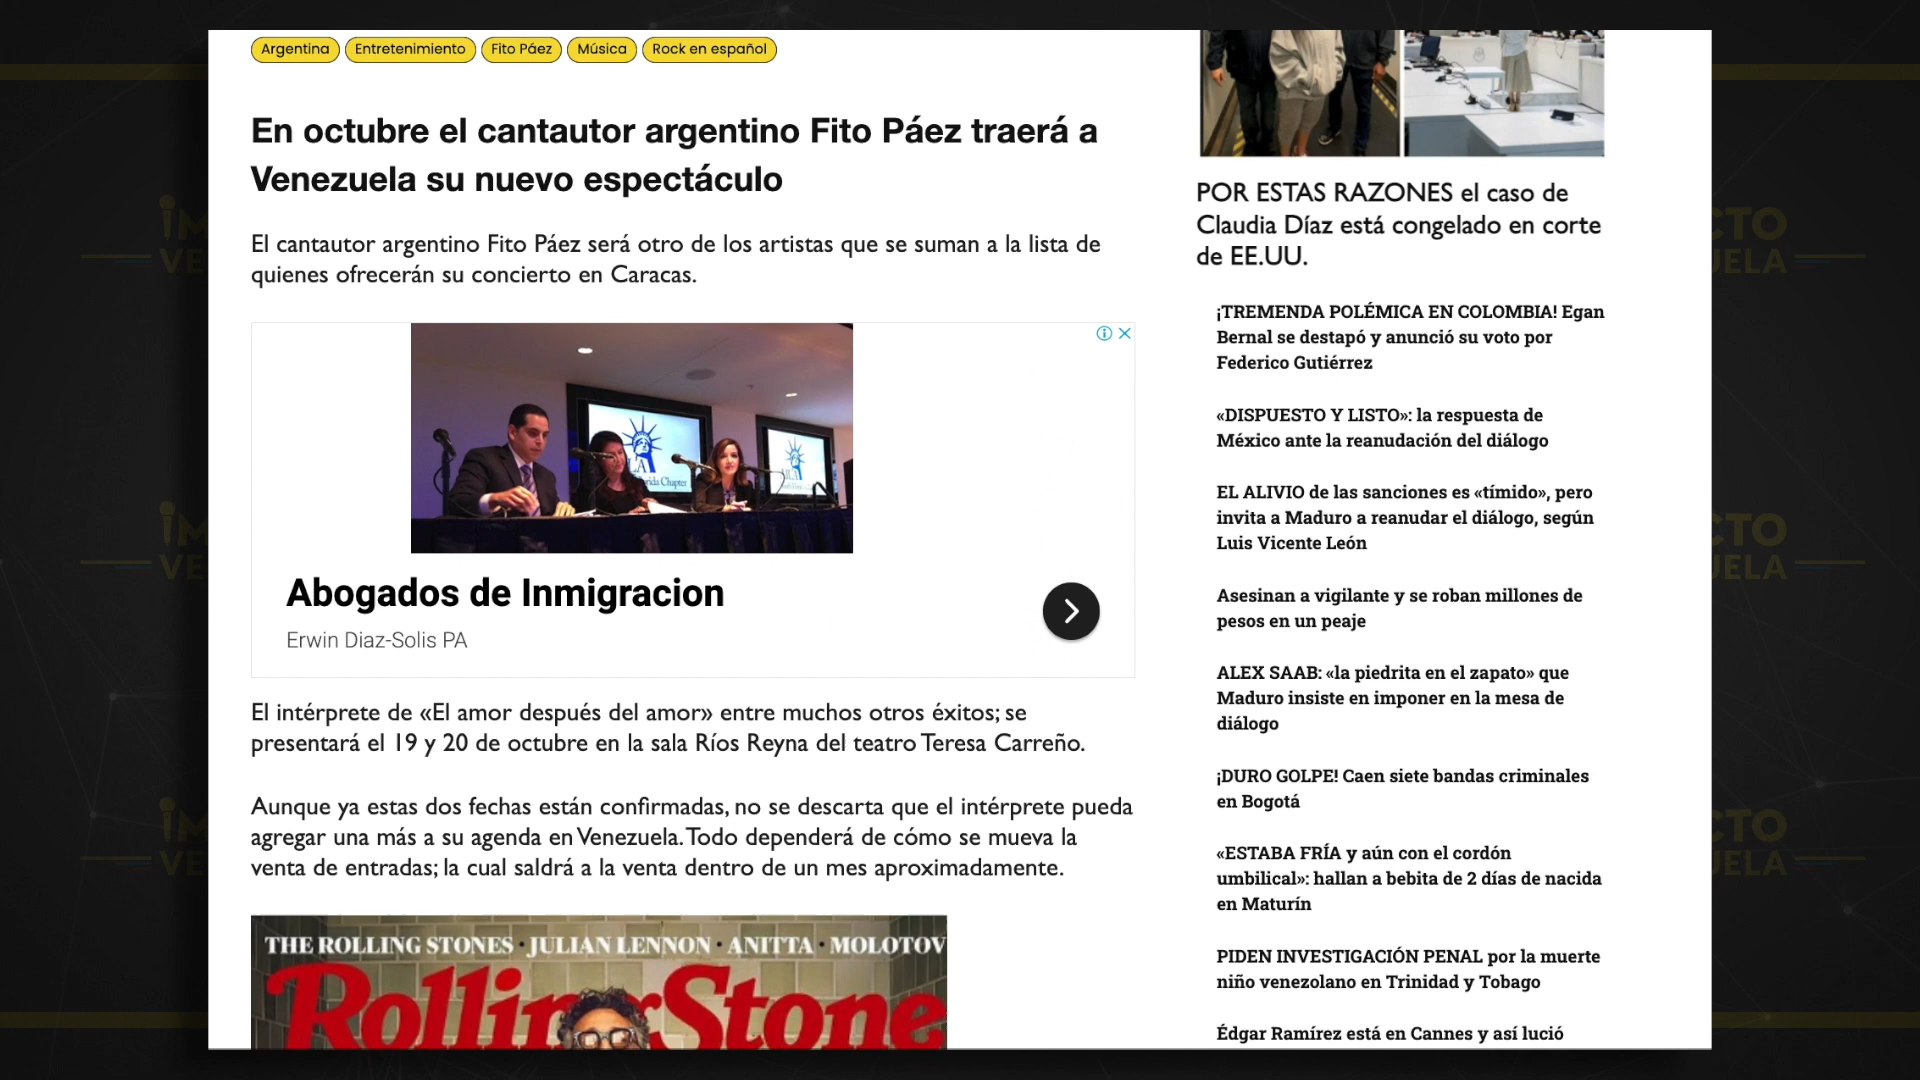 Argentina
Entretenimiento
Fito Páez
Música
Rock en español
En octubre el cantautor argentino Fito Páez traerá a
Venezuela su nuevo espectáculo
El cantautor argentino Fito Páez será otro de los artistas que se suman a la lista de
quienes ofrecerán su concierto en Caracas.
Abogados de Inmigracion
Erwin Diaz-Solis PA
El intérprete de «El amor después del amor» entre muchos otros éxitos; se
presentará el 19 y 20 de octubre en la sala Ríos Reyna del teatro Teresa Carreño.
Aunque ya estas dos fechas están confirmadas, no se descarta que el intérprete pueda
agregar una más a su agenda en Venezuela. Todo dependerá de cómo se mueva la
venta de entradas; la cual saldrá a la venta dentro de un mes aproximadamente.
THE ROLLING STONES · JULIAN LENNON · ANITTA · MOLOTOV
Rolling Stone
POR ESTAS RAZONES el caso de
Claudia Díaz está congelado en corte
de EE.UU.
¡TREMENDA POLÉMICA EN COLOMBIA! Egan
Bernal se destapó y anunció su voto por
Federico Gutiérrez
«DISPUESTO Y LISTO»: la respuesta de
México ante la reanudación del diálogo
EL ALIVIO de las sanciones es «tímido», pero
invita a Maduro a reanudar el diálogo, según
Luis Vicente León
Asesinan a vigilante y se roban millones de
pesos en un peaje
ALEX SAAB: «la piedrita en el zapato» que
Maduro insiste en imponer en la mesa de
diálogo
¡DURO GOLPE! Caen siete bandas criminales
en Bogotá
«ESTABA FRÍA y aún con el cordón
umbilical»: hallan a bebita de 2 días de nacida
en Maturín
PIDEN INVESTIGACIÓN PENAL por la muerte
niño venezolano en Trinidad y Tobago
Édgar Ramírez está en Cannes y así lució